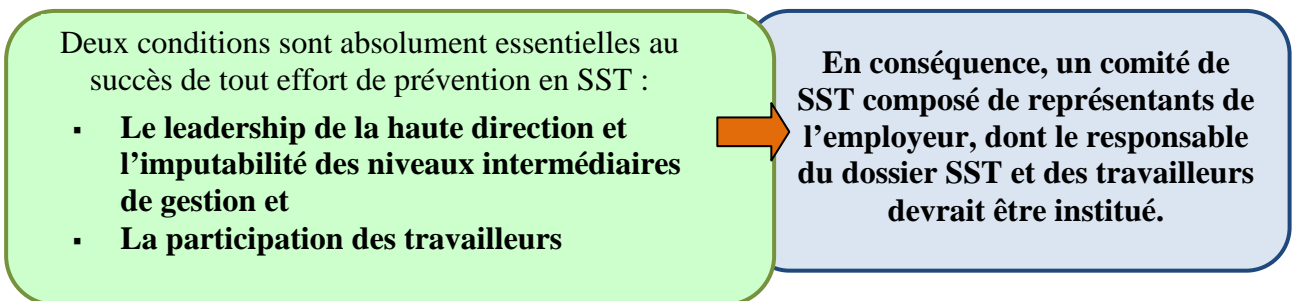 Deux conditions sont absolument essentielles au
succès de tout effort de prévention en SST :
▪ Le leadership de la haute direction et
l’imputabilité des niveaux intermédiaires
de gestion et
▪ La participation des travailleurs
En conséquence, un comité de
SST composé de représentants de
l’employeur, dont le responsable
du dossier SST et des travailleurs
devrait être institué.